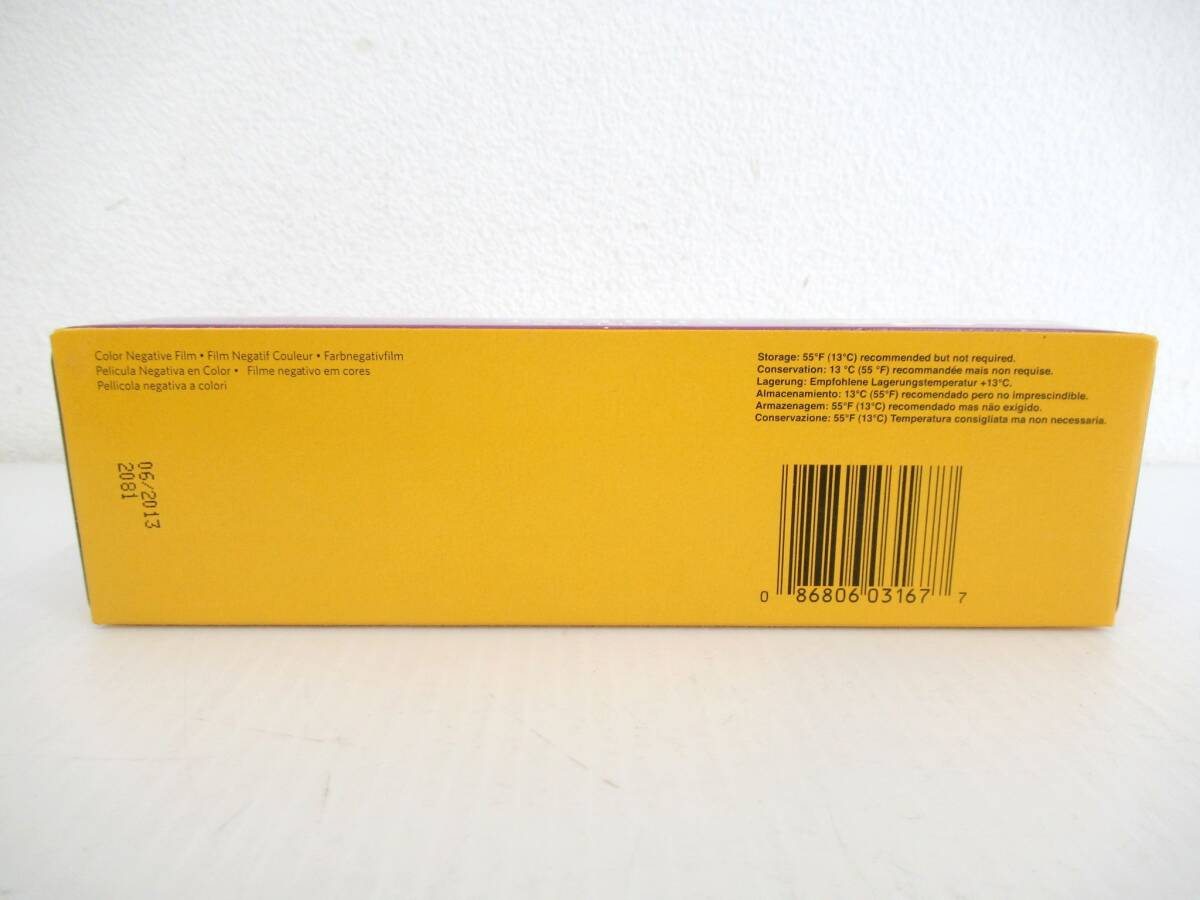 Color Negative Film • Film Negatif Couleur • Farbnegativfilm
Pelicula Negativa en Color • Filme negativo em cores
Pellicola negativa a colori
06/2013
2081
Storage: 55°F (13°C) recommended but not required.
Conservation: 13 °C (55 °F) recommandée mais non requise.
Lagerung: Empfohlene Lagerungstemperatur +13°C.
Almacenamiento: 13°C (55°F) recomendado pero no imprescindible.
Armazenagem: 55°F (13°C) recomendado mas não exigido.
Conservazione: 55°F (13°C) Temperatura consigliata ma non necessaria.
0 86806 03167 7